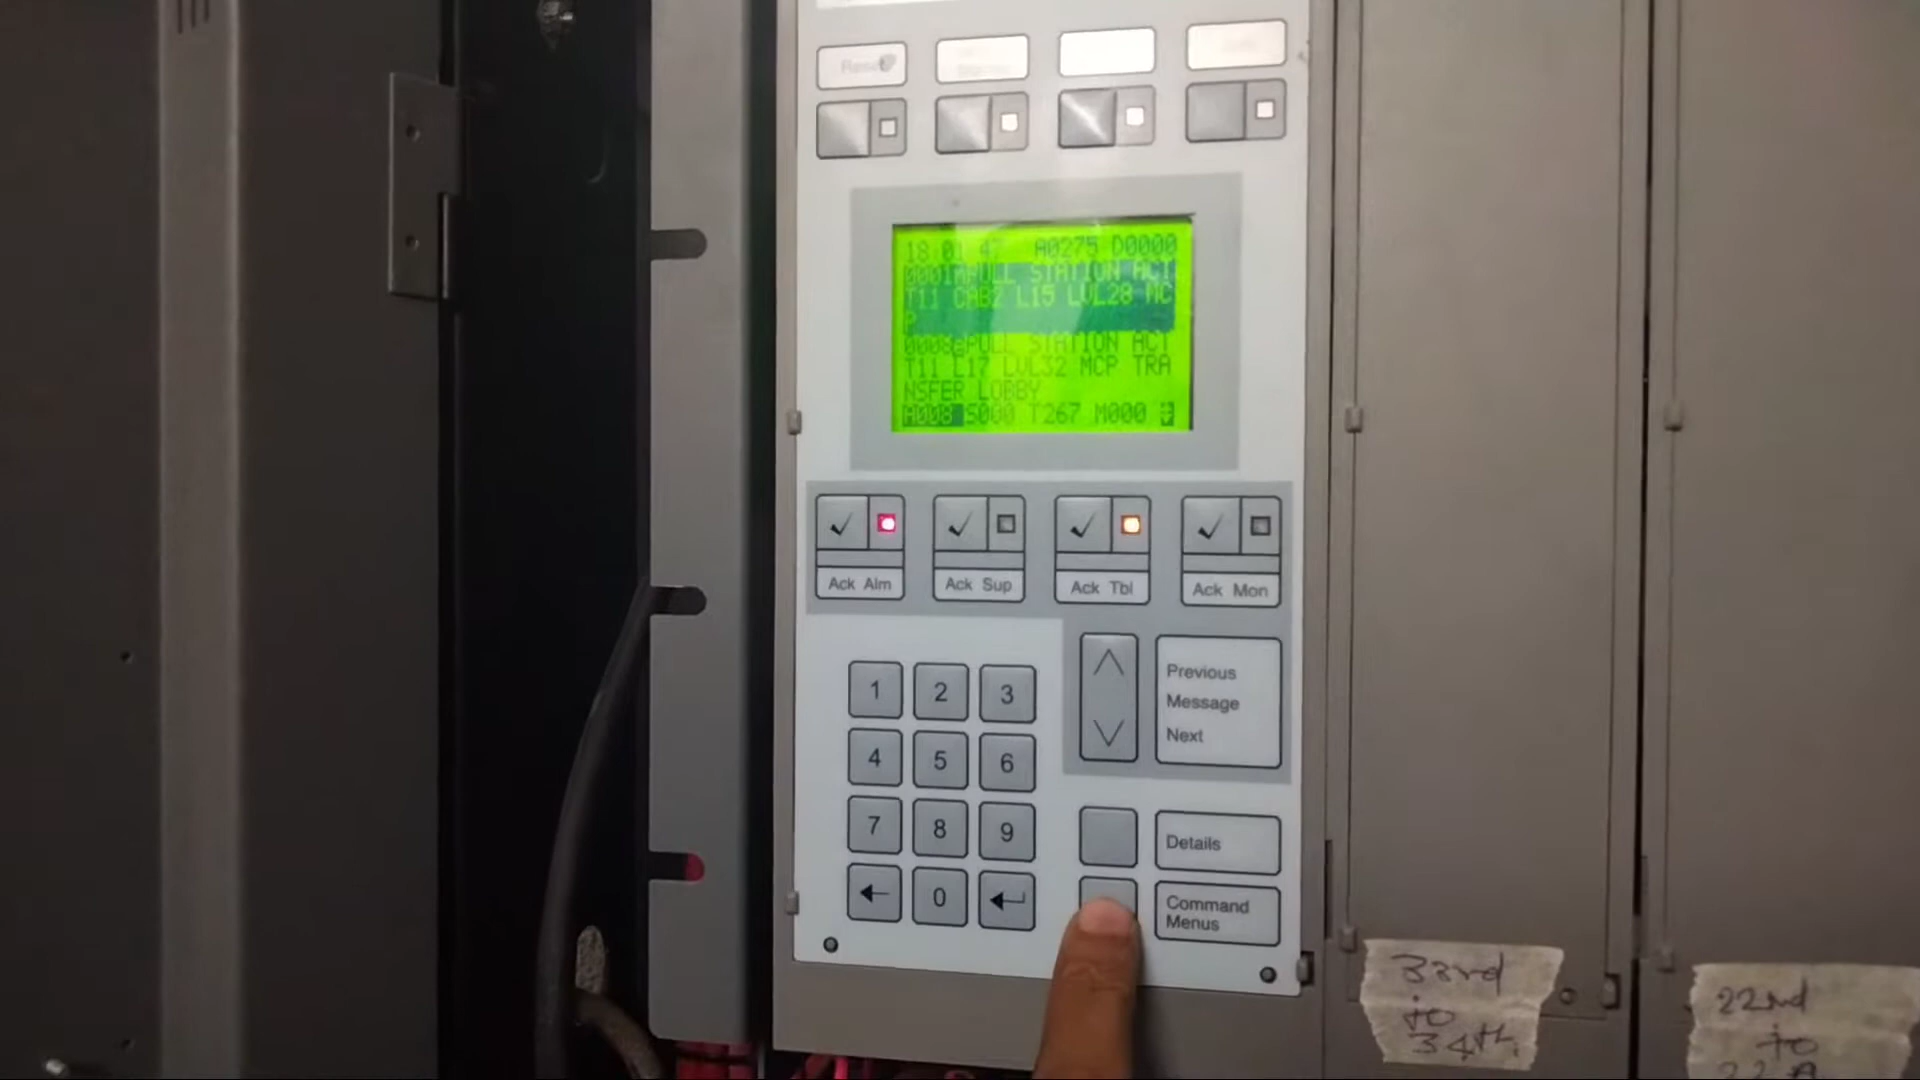 Reset
18:01:47 A0275 D0000
PULL STATION ACT
T11 CAB2 L15 LVL28 MC
P
0008 PULL STATION ACT
T11 L17 LVL32 MCP TRA
NSFER LOBBY
A008 S000 T267 M000
Ack Alm
Ack Sup
Ack Tbl
Ack Mon
Previous
Message
Next
1 2 3
4 5 6
7 8 9
0
Details
Command
Menus
33rd
to
34th
22nd
to